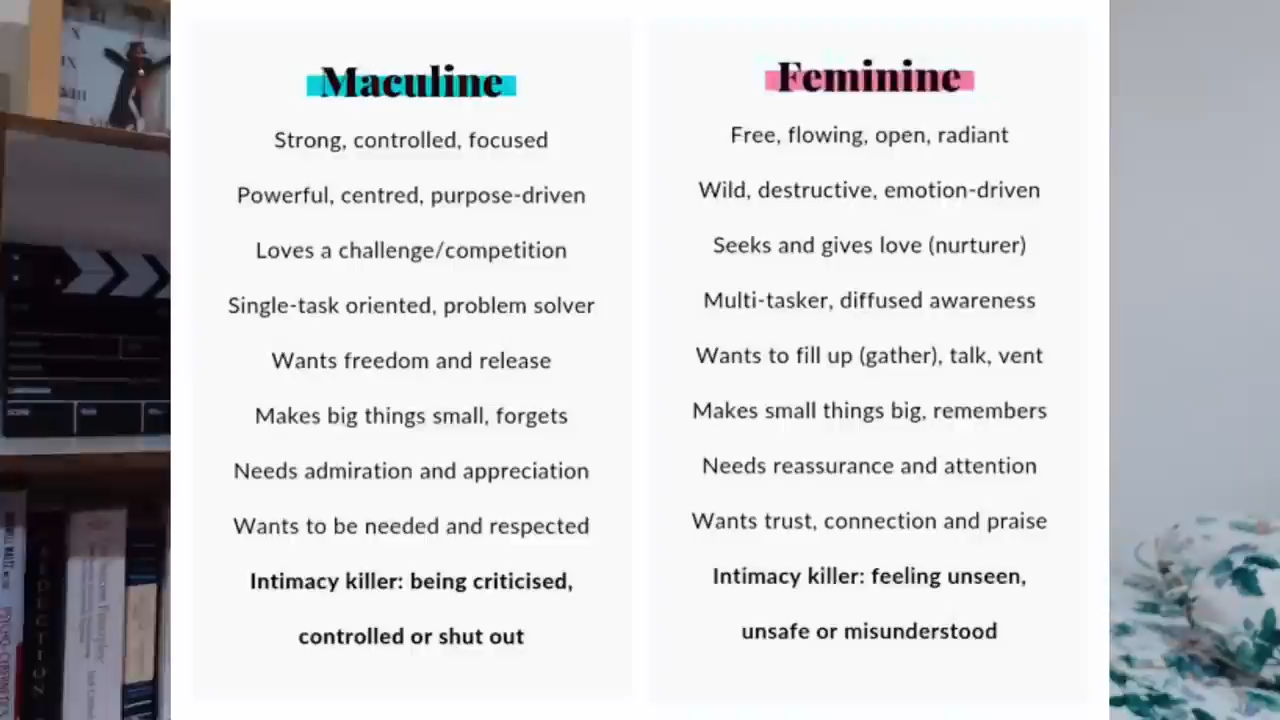 Maculine
Strong, controlled, focused
Powerful, centred, purpose-driven
Loves a challenge/competition
Single-task oriented, problem solver
Wants freedom and release
Makes big things small, forgets
Needs admiration and appreciation
Wants to be needed and respected
Intimacy killer: being criticised,
controlled or shut out
Feminine
Free, flowing, open, radiant
Wild, destructive, emotion-driven
Seeks and gives love (nurturer)
Multi-tasker, diffused awareness
Wants to fill up (gather), talk, vent
Makes small things big, remembers
Needs reassurance and attention
Wants trust, connection and praise
Intimacy killer: feeling unseen,
unsafe or misunderstood